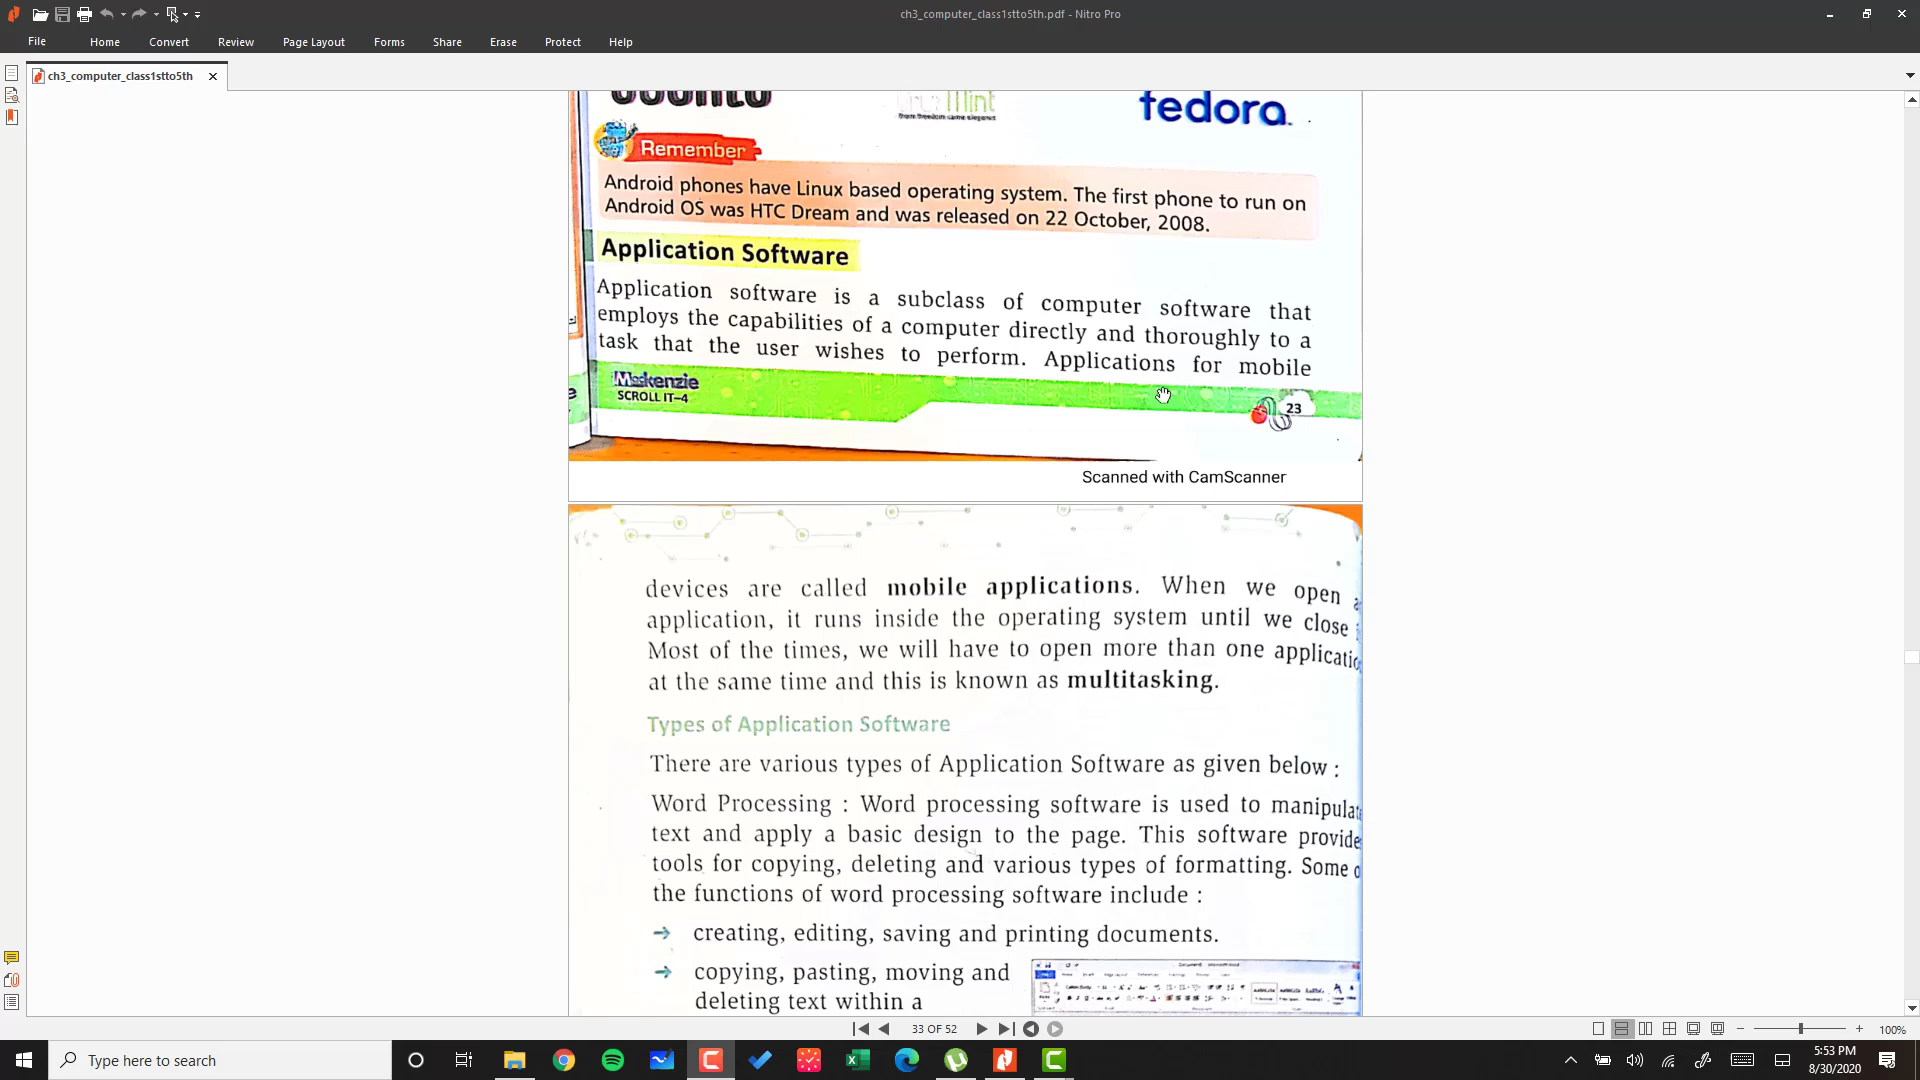 ch3_computer_class1stto5th.pdf - Nitro Pro
File
Home
Convert
Review
Page Layout
Forms
Share
Erase
Protect
Help
ch3_computer_class1stto5th
fedora
Remember
Android phones have Linux based operating system. The first phone to run on
Android OS was HTC Dream and was released on 22 October, 2008.
Application Software
Application software is a subclass of computer software that
employs the capabilities of a computer directly and thoroughly to a
task that the user wishes to perform. Applications for mobile
SCROLL IT-4
23
Scanned with CamScanner
devices are called mobile applications. When we open
application, it runs inside the operating system until we close
Most of the times, we will have to open more than one
at the same time and this is known as multitasking.
Types of Application Software
There are various types of Application Software as given below :
Word Processing : Word processing software is used to
text and apply a basic design to the page. This software
tools for copying, deleting and various types of formatting. Some
the functions of word processing software include :
→ creating, editing, saving and printing documents.
→ copying, pasting, moving and
deleting text within a
33 OF 52
100%
Type here to search
5:53 PM
8/30/2020